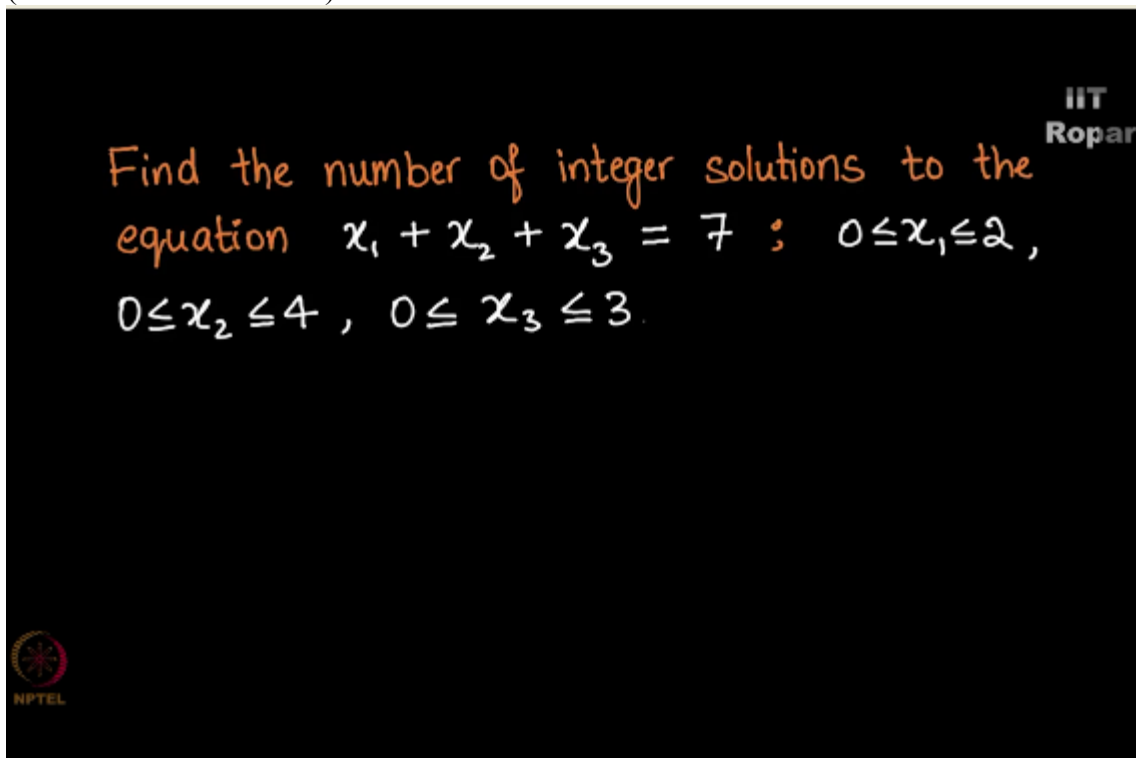 IIT
Ropar
Find the number of integer solutions to the
equation x₁ + x₂ + x₃ = 7 ; 0≤x₁≤2 ,
0≤x₂≤4 , 0≤ x₃ ≤3.
NPTEL